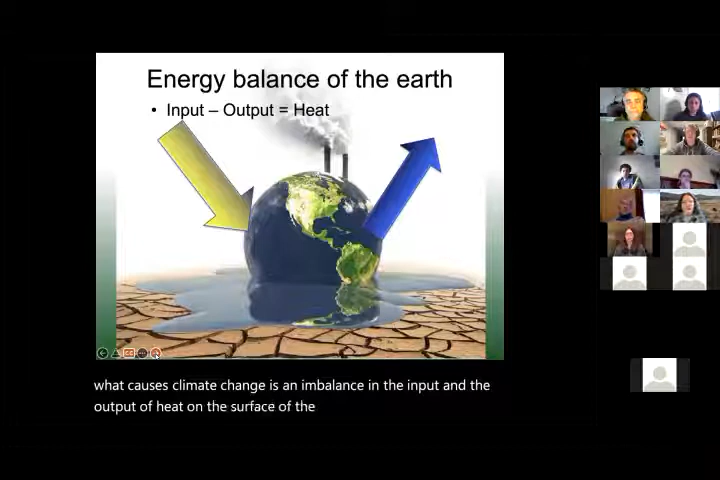 Energy balance of the earth
• Input – Output = Heat
what causes climate change is an imbalance in the input and the
output of heat on the surface of the